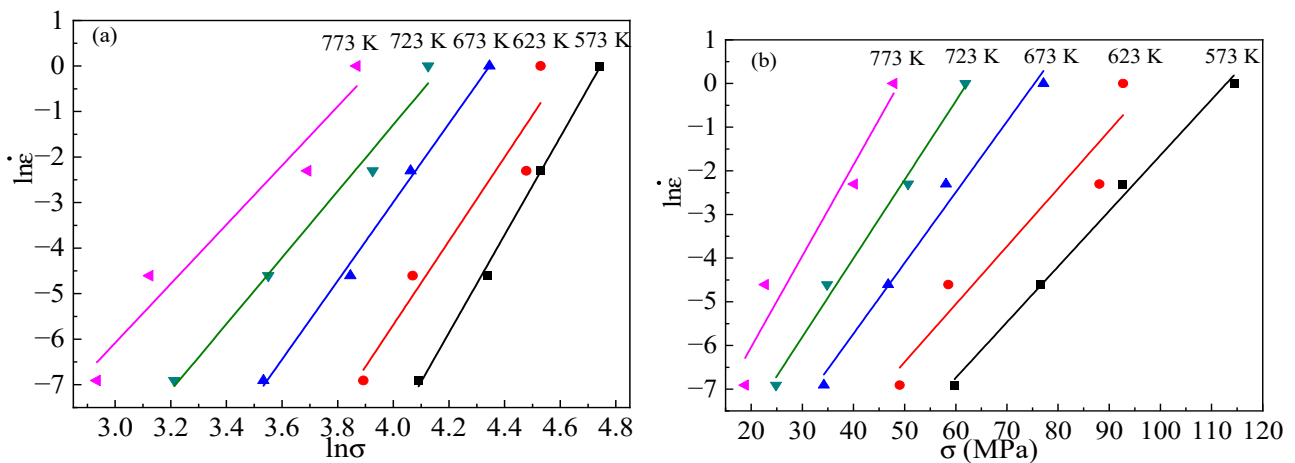 (a)
773 K 723 K 673 K 623 K 573 K
1
0
−1
−2
−3
−4
−5
−6
−7
lnε̇
3.0 3.2 3.4 3.6 3.8 4.0 4.2 4.4 4.6 4.8
lnσ
(b)
773 K 723 K 673 K 623 K 573 K
1
0
−1
−2
−3
−4
−5
−6
−7
lnε̇
20 30 40 50 60 70 80 90 100 110 120
σ (MPa)